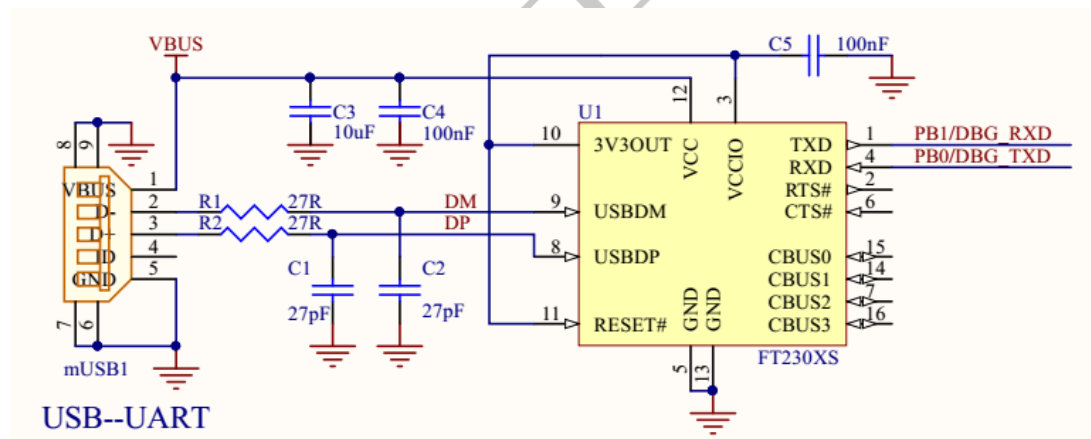 VBUS
C5 100nF
12
3
U1
C3
10uF
C4
100nF
8
9
10 3V3OUT
VCC
VCCIO
TXD 1 PB1/DBG_RXD
RXD 4 PB0/DBG_TXD
RTS# 2
CTS# 6
VBUS 1
D- 2
D+ 3
ID 4
GND 5
R1 27R DM 9 USBDM
R2 27R DP 8 USBDP
C1
27pF
C2
27pF
CBUS0 15
CBUS1 14
CBUS2 7
CBUS3 16
11 RESET#
GND
GND
7
6
5
13
FT230XS
mUSB1
USB--UART